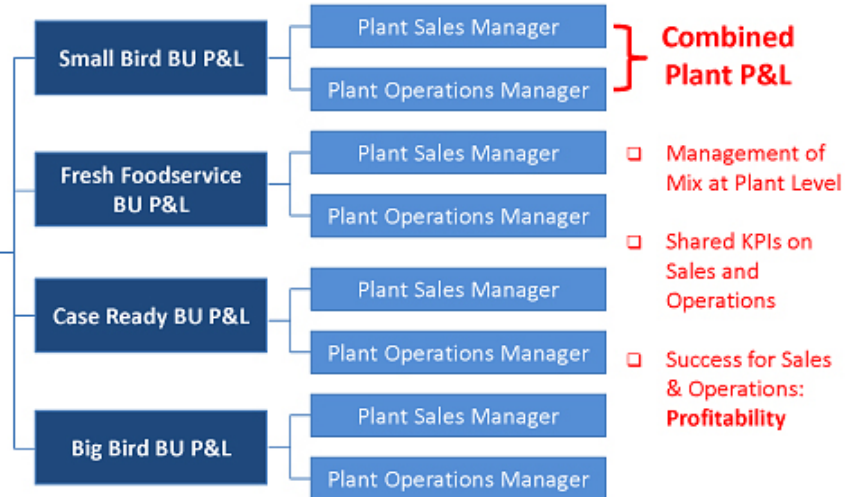 Small Bird BU P&L
Plant Sales Manager
Plant Operations Manager
Combined
Plant P&L
Fresh Foodservice
BU P&L
Plant Sales Manager
Plant Operations Manager
Case Ready BU P&L
Plant Sales Manager
Plant Operations Manager
Big Bird BU P&L
Plant Sales Manager
Plant Operations Manager
Management of
Mix at Plant Level
Shared KPIs on
Sales and
Operations
Success for Sales
& Operations:
Profitability